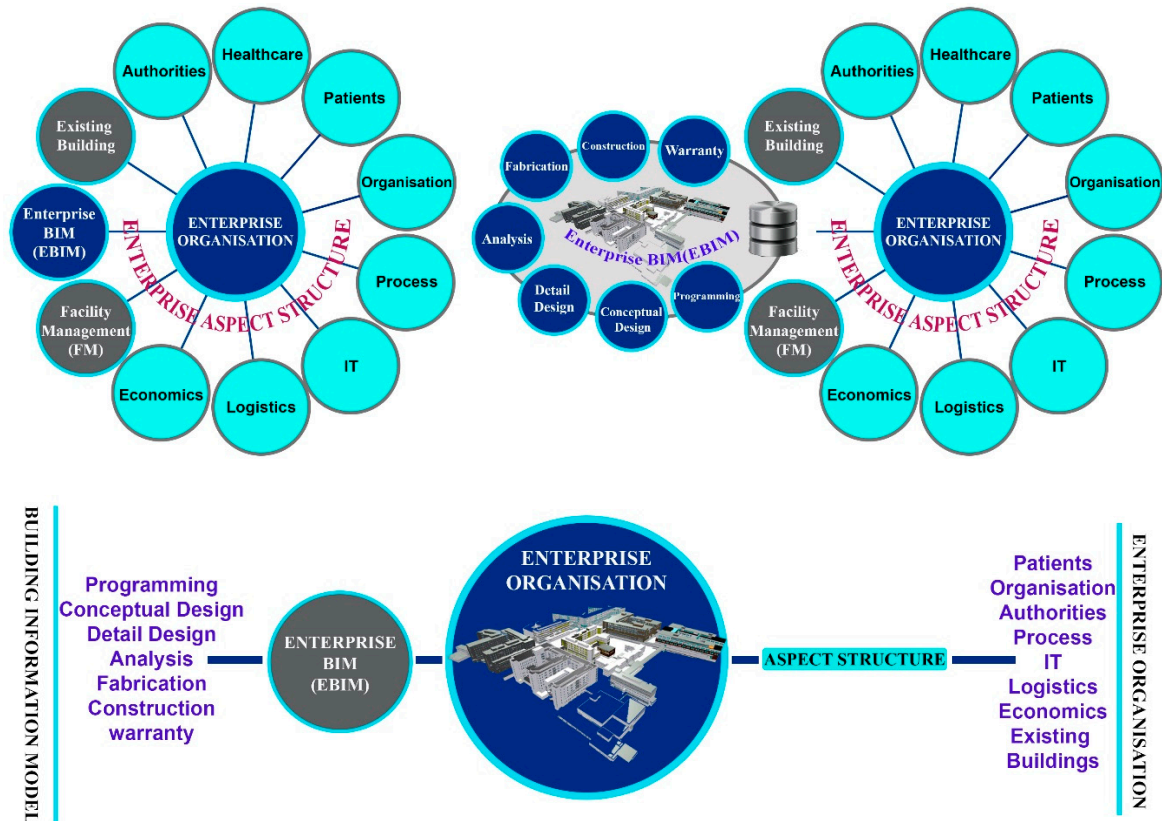 Healthcare
Authorities
Patients
Existing
Building
Organisation
Enterprise
BIM
(EBIM)
ENTERPRISE
ORGANISATION
Process
Facility
Management
(FM)
IT
Economics
Logistics
ENTERPRISE ASPECT STRUCTURE
Construction
Fabrication
Warranty
Analysis
Enterprise BIM(EBIM)
Detail
Design
Conceptual
Design
Programming
Healthcare
Authorities
Patients
Existing
Building
Organisation
ENTERPRISE
ORGANISATION
Process
Facility
Management
(FM)
IT
Economics
Logistics
ENTERPRISE ASPECT STRUCTURE
BUILDING INFORMATION MODEL
Programming
Conceptual Design
Detail Design
Analysis
Fabrication
Construction
warranty
ENTERPRISE
BIM
(EBIM)
ENTERPRISE
ORGANISATION
ASPECT STRUCTURE
Patients
Organisation
Authorities
Process
IT
Logistics
Economics
Existing
Buildings
ENTERPRISE ORGANISATION